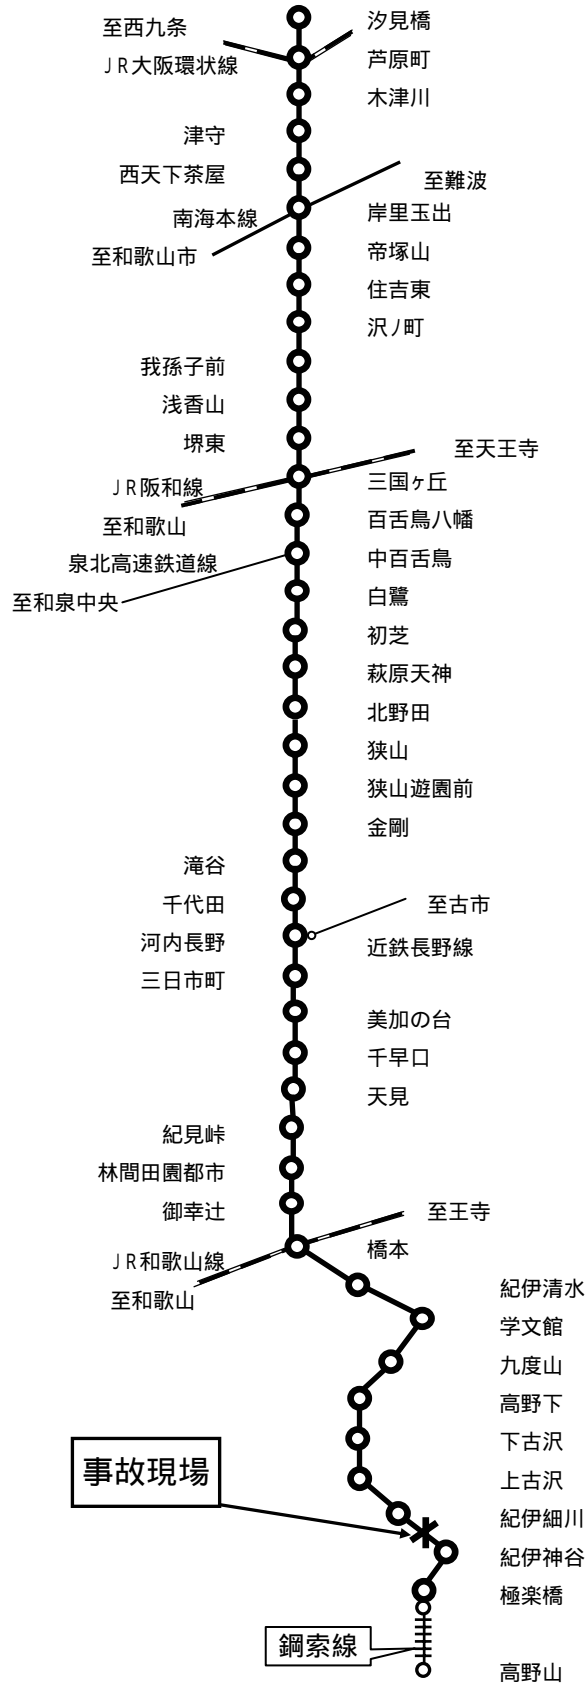 汐見橋
至西九条
芦原町
JR大阪環状線
木津川
津守
西天下茶屋
至難波
岸里玉出
南海本線
帝塚山
至和歌山市
住吉東
沢ノ町
我孫子前
浅香山
堺東
至天王寺
三国ヶ丘
JR阪和線
百舌鳥八幡
至和歌山
中百舌鳥
泉北高速鉄道線
白鷺
至和泉中央
初芝
萩原天神
北野田
狭山
狭山遊園前
金剛
滝谷
千代田
至古市
河内長野
近鉄長野線
三日市町
美加の台
千早口
天見
紀見峠
林間田園都市
御幸辻
至王寺
橋本
JR和歌山線
紀伊清水
至和歌山
学文館
九度山
高野下
下古沢
事故現場
上古沢
紀伊細川
紀伊神谷
極楽橋
鋼索線
高野山